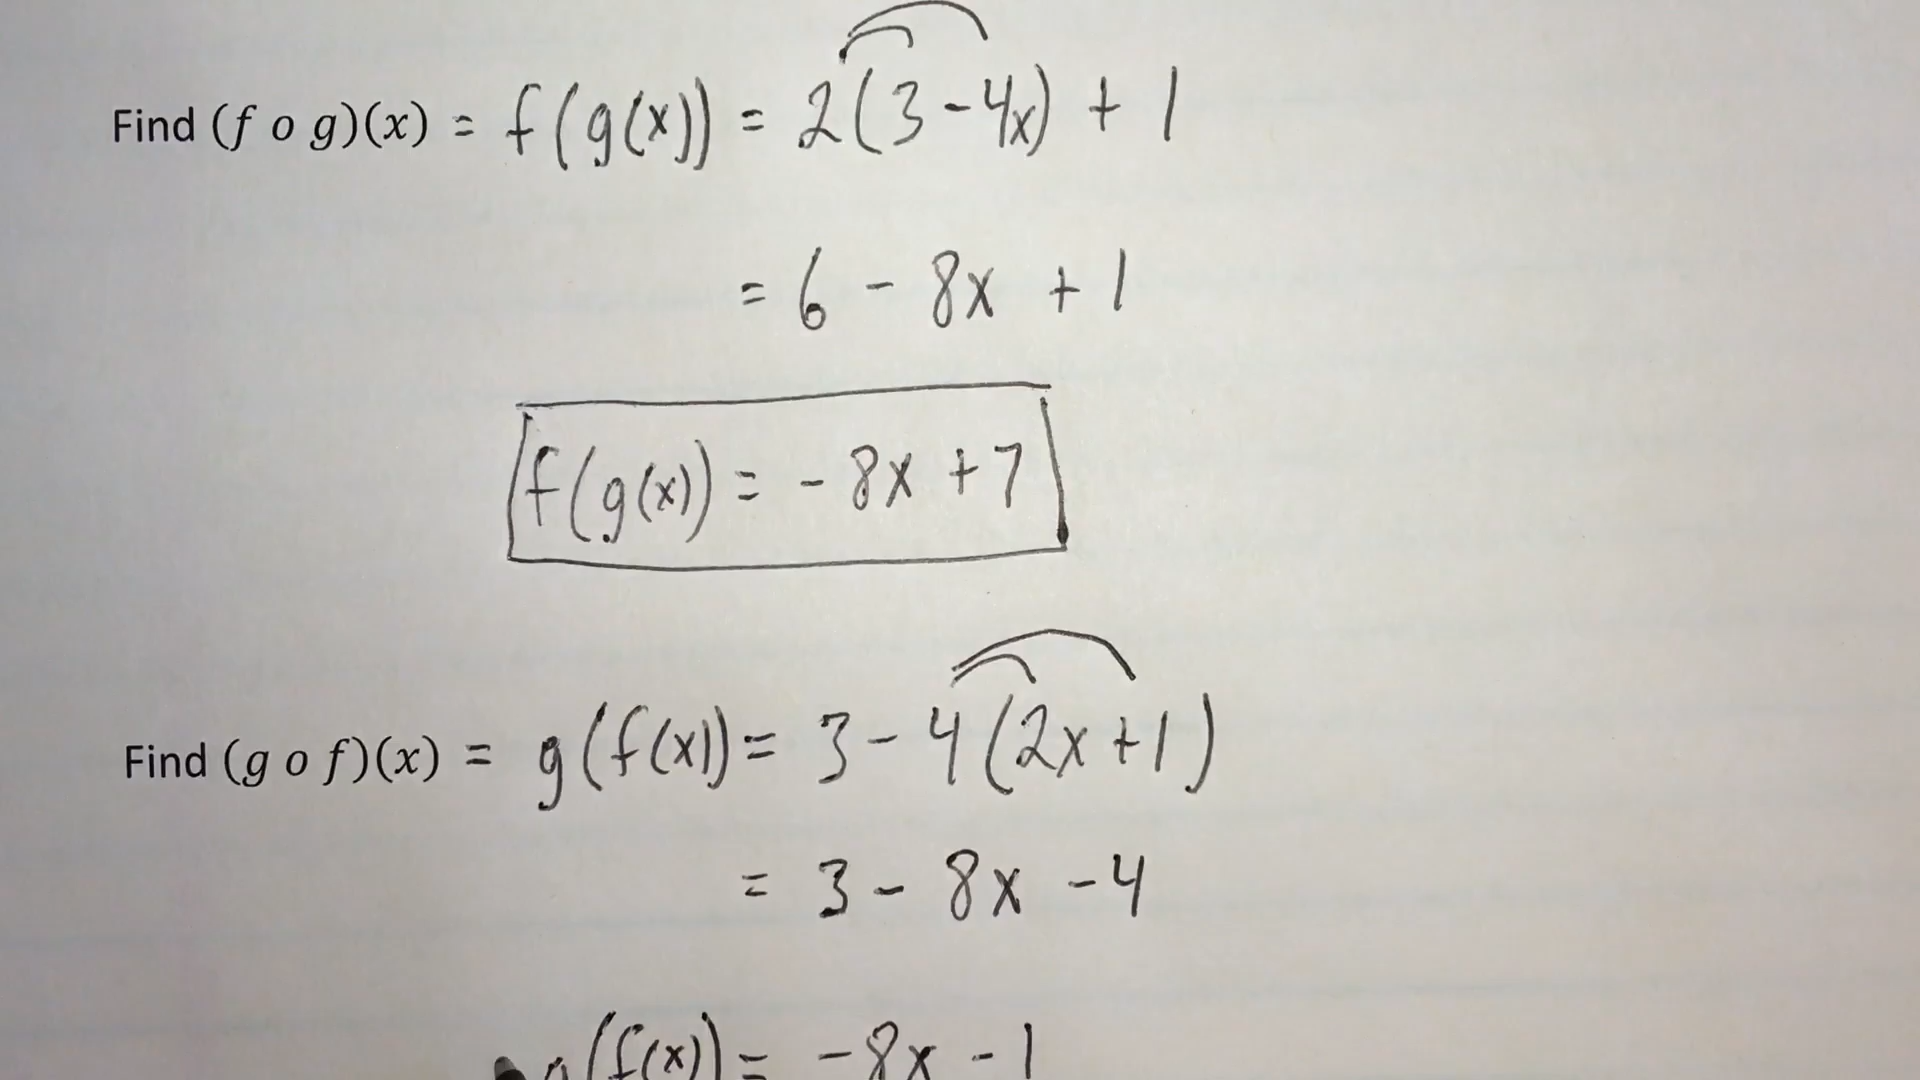 Find (f o g)(x) = f(g(x)) = 2(3 - 4x) + 1
= 6 - 8x + 1
f(g(x)) = - 8x + 7
Find (g o f)(x) = g(f(x)) = 3 - 4(2x + 1)
= 3 - 8x - 4
g(f(x)) = - 8x - 1